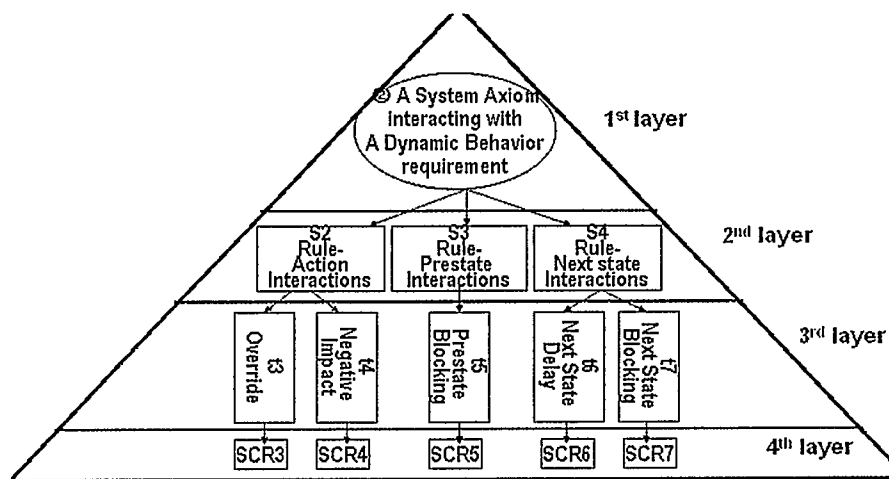 ② A System Axiom
Interacting with
A Dynamic Behavior
requirement
1st layer
S2
Rule-
Action
Interactions
S3
Rule-
Prestate
Interactions
S4
Rule-
Next state
Interactions
2nd layer
t3
Override
t4
Negative
Impact
t5
Prestate
Blocking
t6
Next State
Delay
t7
Next State
Blocking
3rd layer
SCR3
SCR4
SCR5
SCR6
SCR7
4th layer